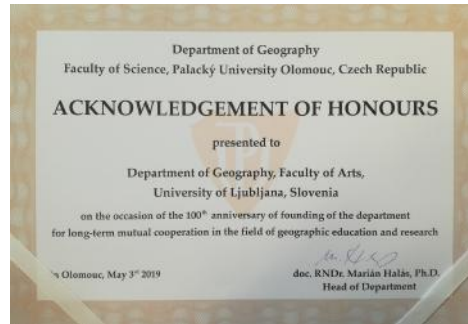 Department of Geography
Faculty of Science, Palacký University Olomouc, Czech Republic
ACKNOWLEDGEMENT OF HONOURS
presented to
Department of Geography, Faculty of Arts,
University of Ljubljana, Slovenia
on the occasion of the 100th anniversary of founding of the department
for long-term mutual cooperation in the field of geographic education and research
Olomouc, May 3rd 2019
doc. RNDr. Marián Halás, Ph.D.
Head of Department